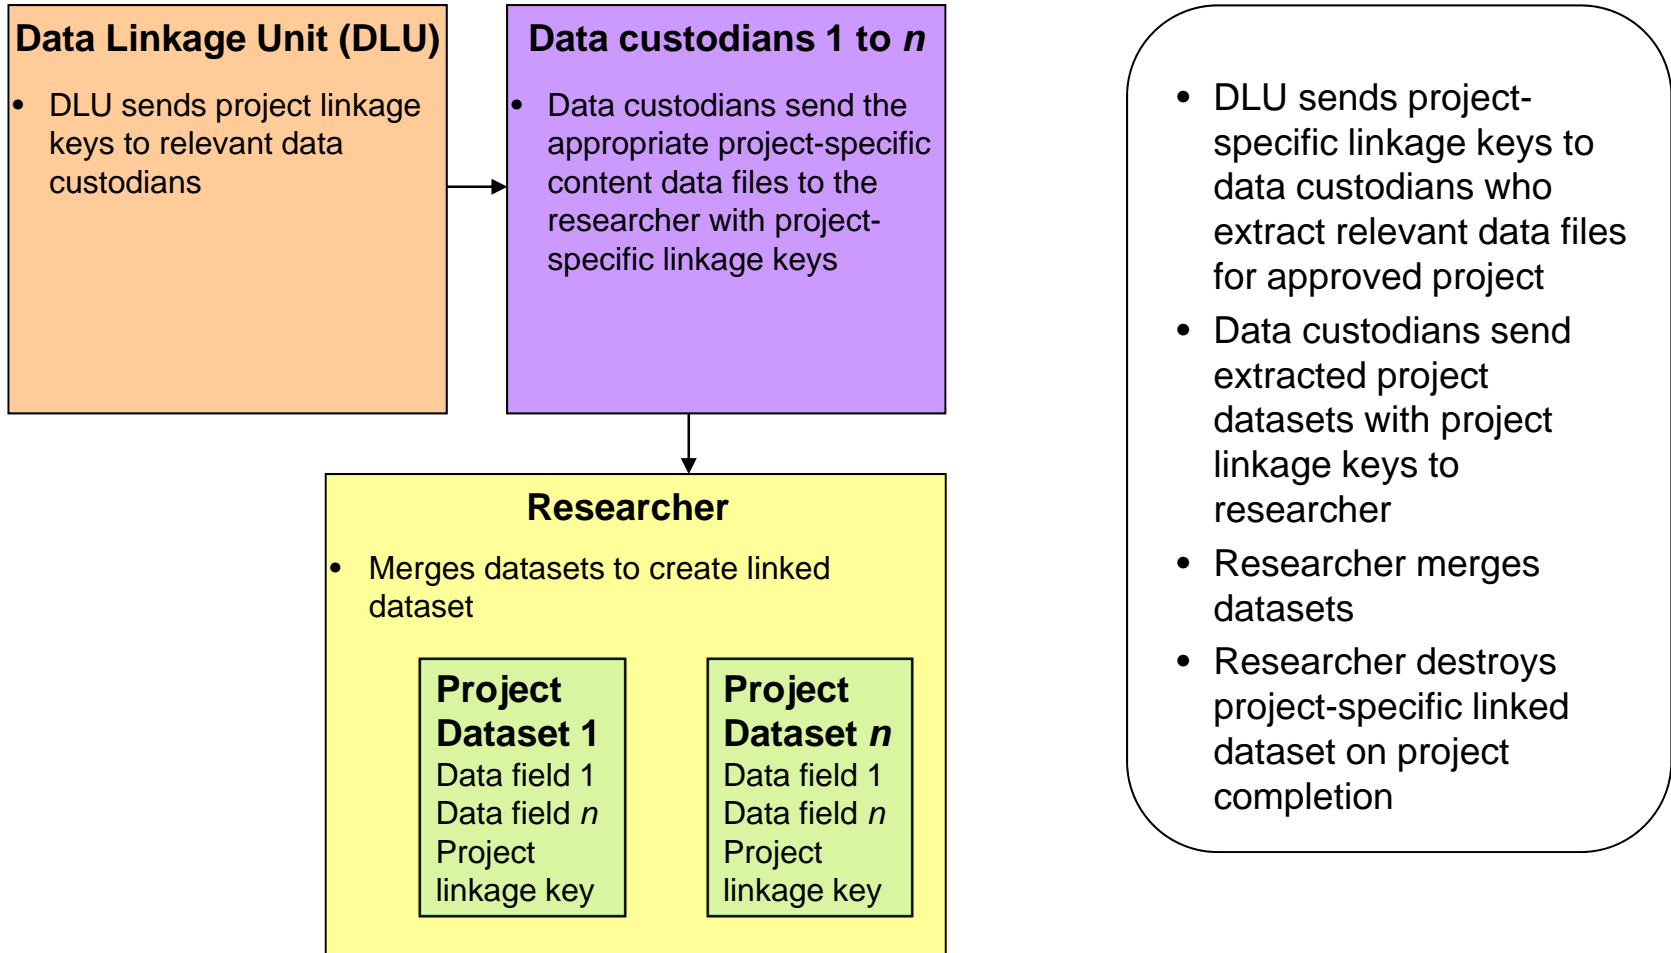 Data Linkage Unit (DLU)
• DLU sends project linkage
keys to relevant data
custodians
Data custodians 1 to n
• Data custodians send the
appropriate project-specific
content data files to the
researcher with project-
specific linkage keys
Researcher
• Merges datasets to create linked
dataset
Project
Dataset 1
Data field 1
Data field n
Project
linkage key
Project
Dataset n
Data field 1
Data field n
Project
linkage key
• DLU sends project-
specific linkage keys to
data custodians who
extract relevant data files
for approved project
• Data custodians send
extracted project
datasets with project
linkage keys to
researcher
• Researcher merges
datasets
• Researcher destroys
project-specific linked
dataset on project
completion